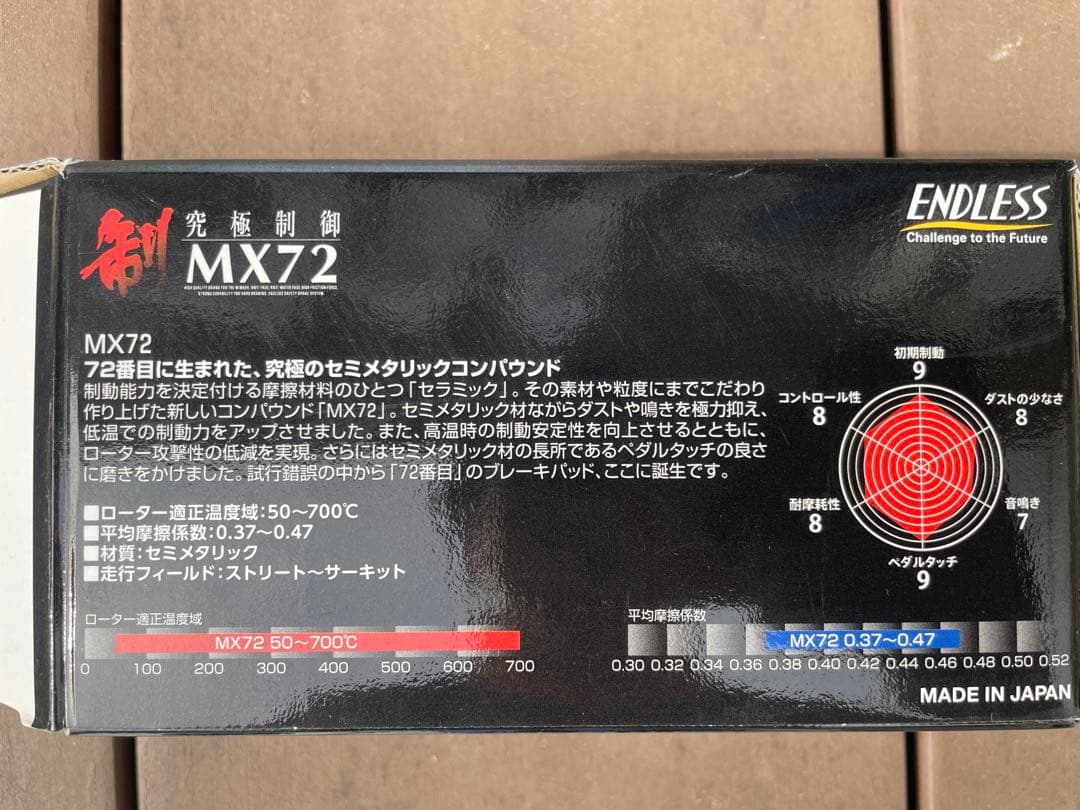 制
究極制御
MX72
ENDLESS
Challenge to the Future
MX72
72番目に生まれた、究極のセミメタリックコンパウンド
制動能力を決定付ける摩擦材料のひとつ「セラミック」。その素材や粒度にまでこだわり
作り上げた新しいコンパウンド「MX72」。セミメタリック材ながらダストや鳴きを極力抑え、
低温での制動力をアップさせました。また、高温時の制動安定性を向上させるとともに、
ローター攻撃性の低減を実現。さらにはセミメタリック材の長所であるペダルタッチの良さ
に磨きをかけました。試行錯誤の中から「72番目」のブレーキパッド、ここに誕生です。
■ローター適正温度域：50～700℃
■平均摩擦係数：0.37～0.47
■材質：セミメタリック
■走行フィールド：ストリート～サーキット
初期制動
9
コントロール性
8
ダストの少なさ
8
耐摩耗性
8
音鳴き
7
ペダルタッチ
9
ローター適正温度域
MX72 50～700℃
0 100 200 300 400 500 600 700
平均摩擦係数
MX72 0.37～0.47
0.30 0.32 0.34 0.36 0.38 0.40 0.42 0.44 0.46 0.48 0.50 0.52
MADE IN JAPAN